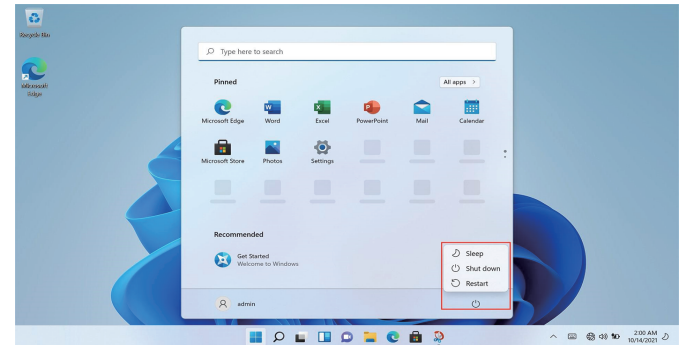 Recycle Bin
Microsoft
Edge
Type here to search
Pinned
All apps >
Microsoft Edge
Word
Excel
PowerPoint
Mail
Calendar
Microsoft Store
Photos
Settings
Recommended
Get Started
Welcome to Windows
Sleep
Shut down
Restart
admin
2:00 AM
10/14/2021